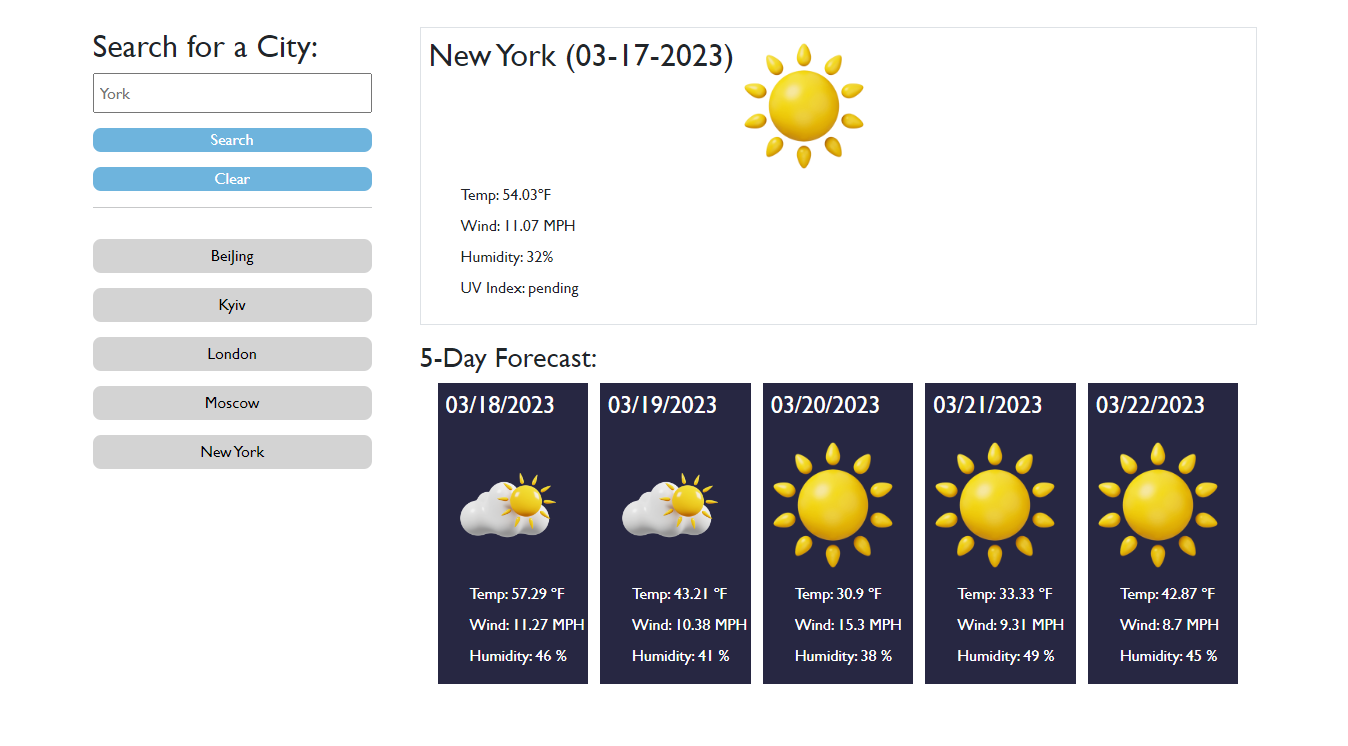 Search for a City:
York
Search
Clear
BeiJing
Kyiv
London
Moscow
New York
New York (03-17-2023)
Temp: 54.03°F
Wind: 11.07 MPH
Humidity: 32%
UV Index: pending
5-Day Forecast:
03/18/2023
Temp: 57.29 °F
Wind: 11.27 MPH
Humidity: 46 %
03/19/2023
Temp: 43.21 °F
Wind: 10.38 MPH
Humidity: 41 %
03/20/2023
Temp: 30.9 °F
Wind: 15.3 MPH
Humidity: 38 %
03/21/2023
Temp: 33.33 °F
Wind: 9.31 MPH
Humidity: 49 %
03/22/2023
Temp: 42.87 °F
Wind: 8.7 MPH
Humidity: 45 %